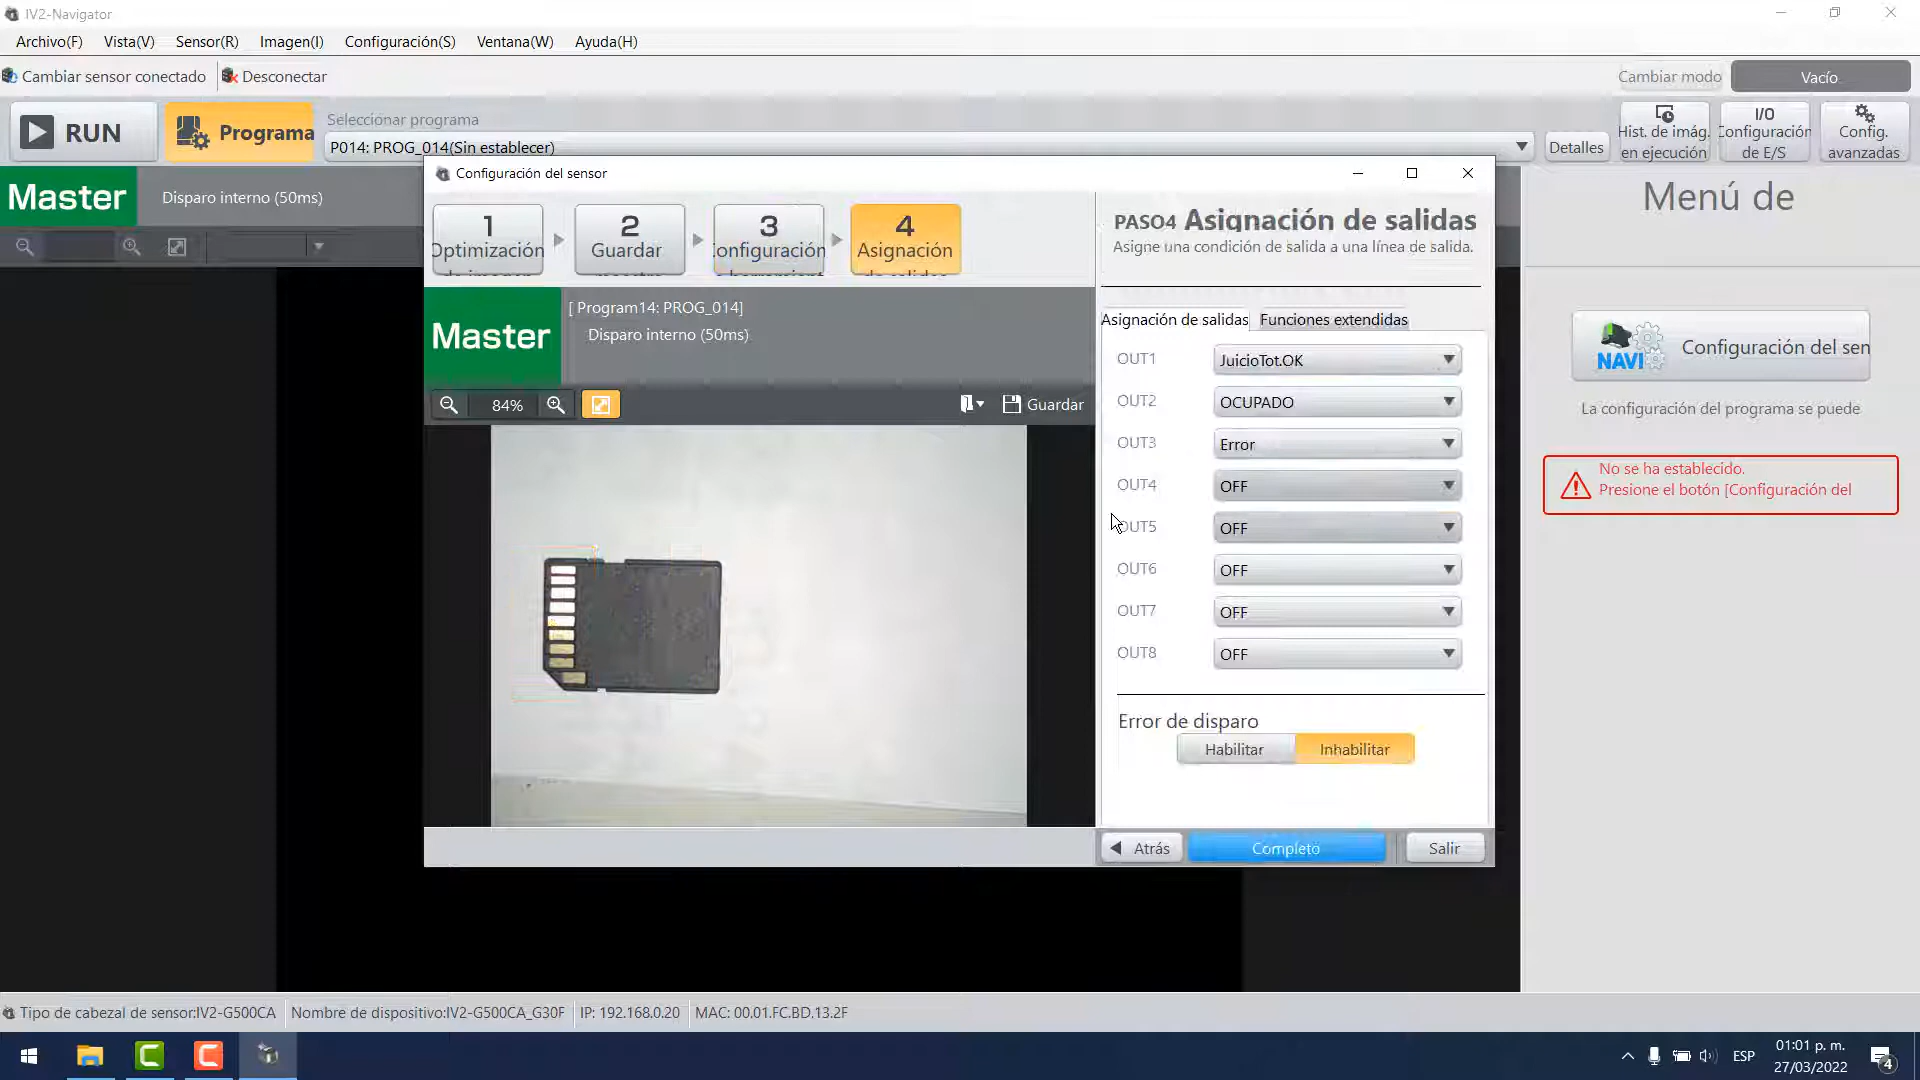 IV2-Navigator
Archivo(F) Vista(V) Sensor(R) Imagen(I) Configuración(S) Ventana(W) Ayuda(H)
Cambiar sensor conectado Desconectar Cambiar modo Vacío
RUN Programa
Seleccionar programa
P014: PROG_014(Sin establecer)
Detalles
Hist. de imág.
en ejecución
I/O
Configuración
de E/S
Config.
avanzadas
Master Disparo interno (50ms)
Menú de
Configuración del sensor
1
Optimización
2
Guardar
3
onfiguración
4
Asignación
PASO4 Asignación de salidas
Asigne una condición de salida a una línea de salida.
Master
[ Program14: PROG_014]
Disparo interno (50ms)
84%
Guardar
Asignación de salidas Funciones extendidas
OUT1 JuicioTot.OK
OUT2 OCUPADO
OUT3 Error
OUT4 OFF
OUT5 OFF
OUT6 OFF
OUT7 OFF
OUT8 OFF
Error de disparo
Habilitar Inhabilitar
Atrás Completo Salir
NAVI Configuración del sen
La configuración del programa se puede
No se ha establecido.
Presione el botón [Configuración del
Tipo de cabezal de sensor:IV2-G500CA Nombre de dispositivo:IV2-G500CA_G30F IP: 192.168.0.20 MAC: 00.01.FC.BD.13.2F
ESP
01:01 p. m.
27/03/2022
4